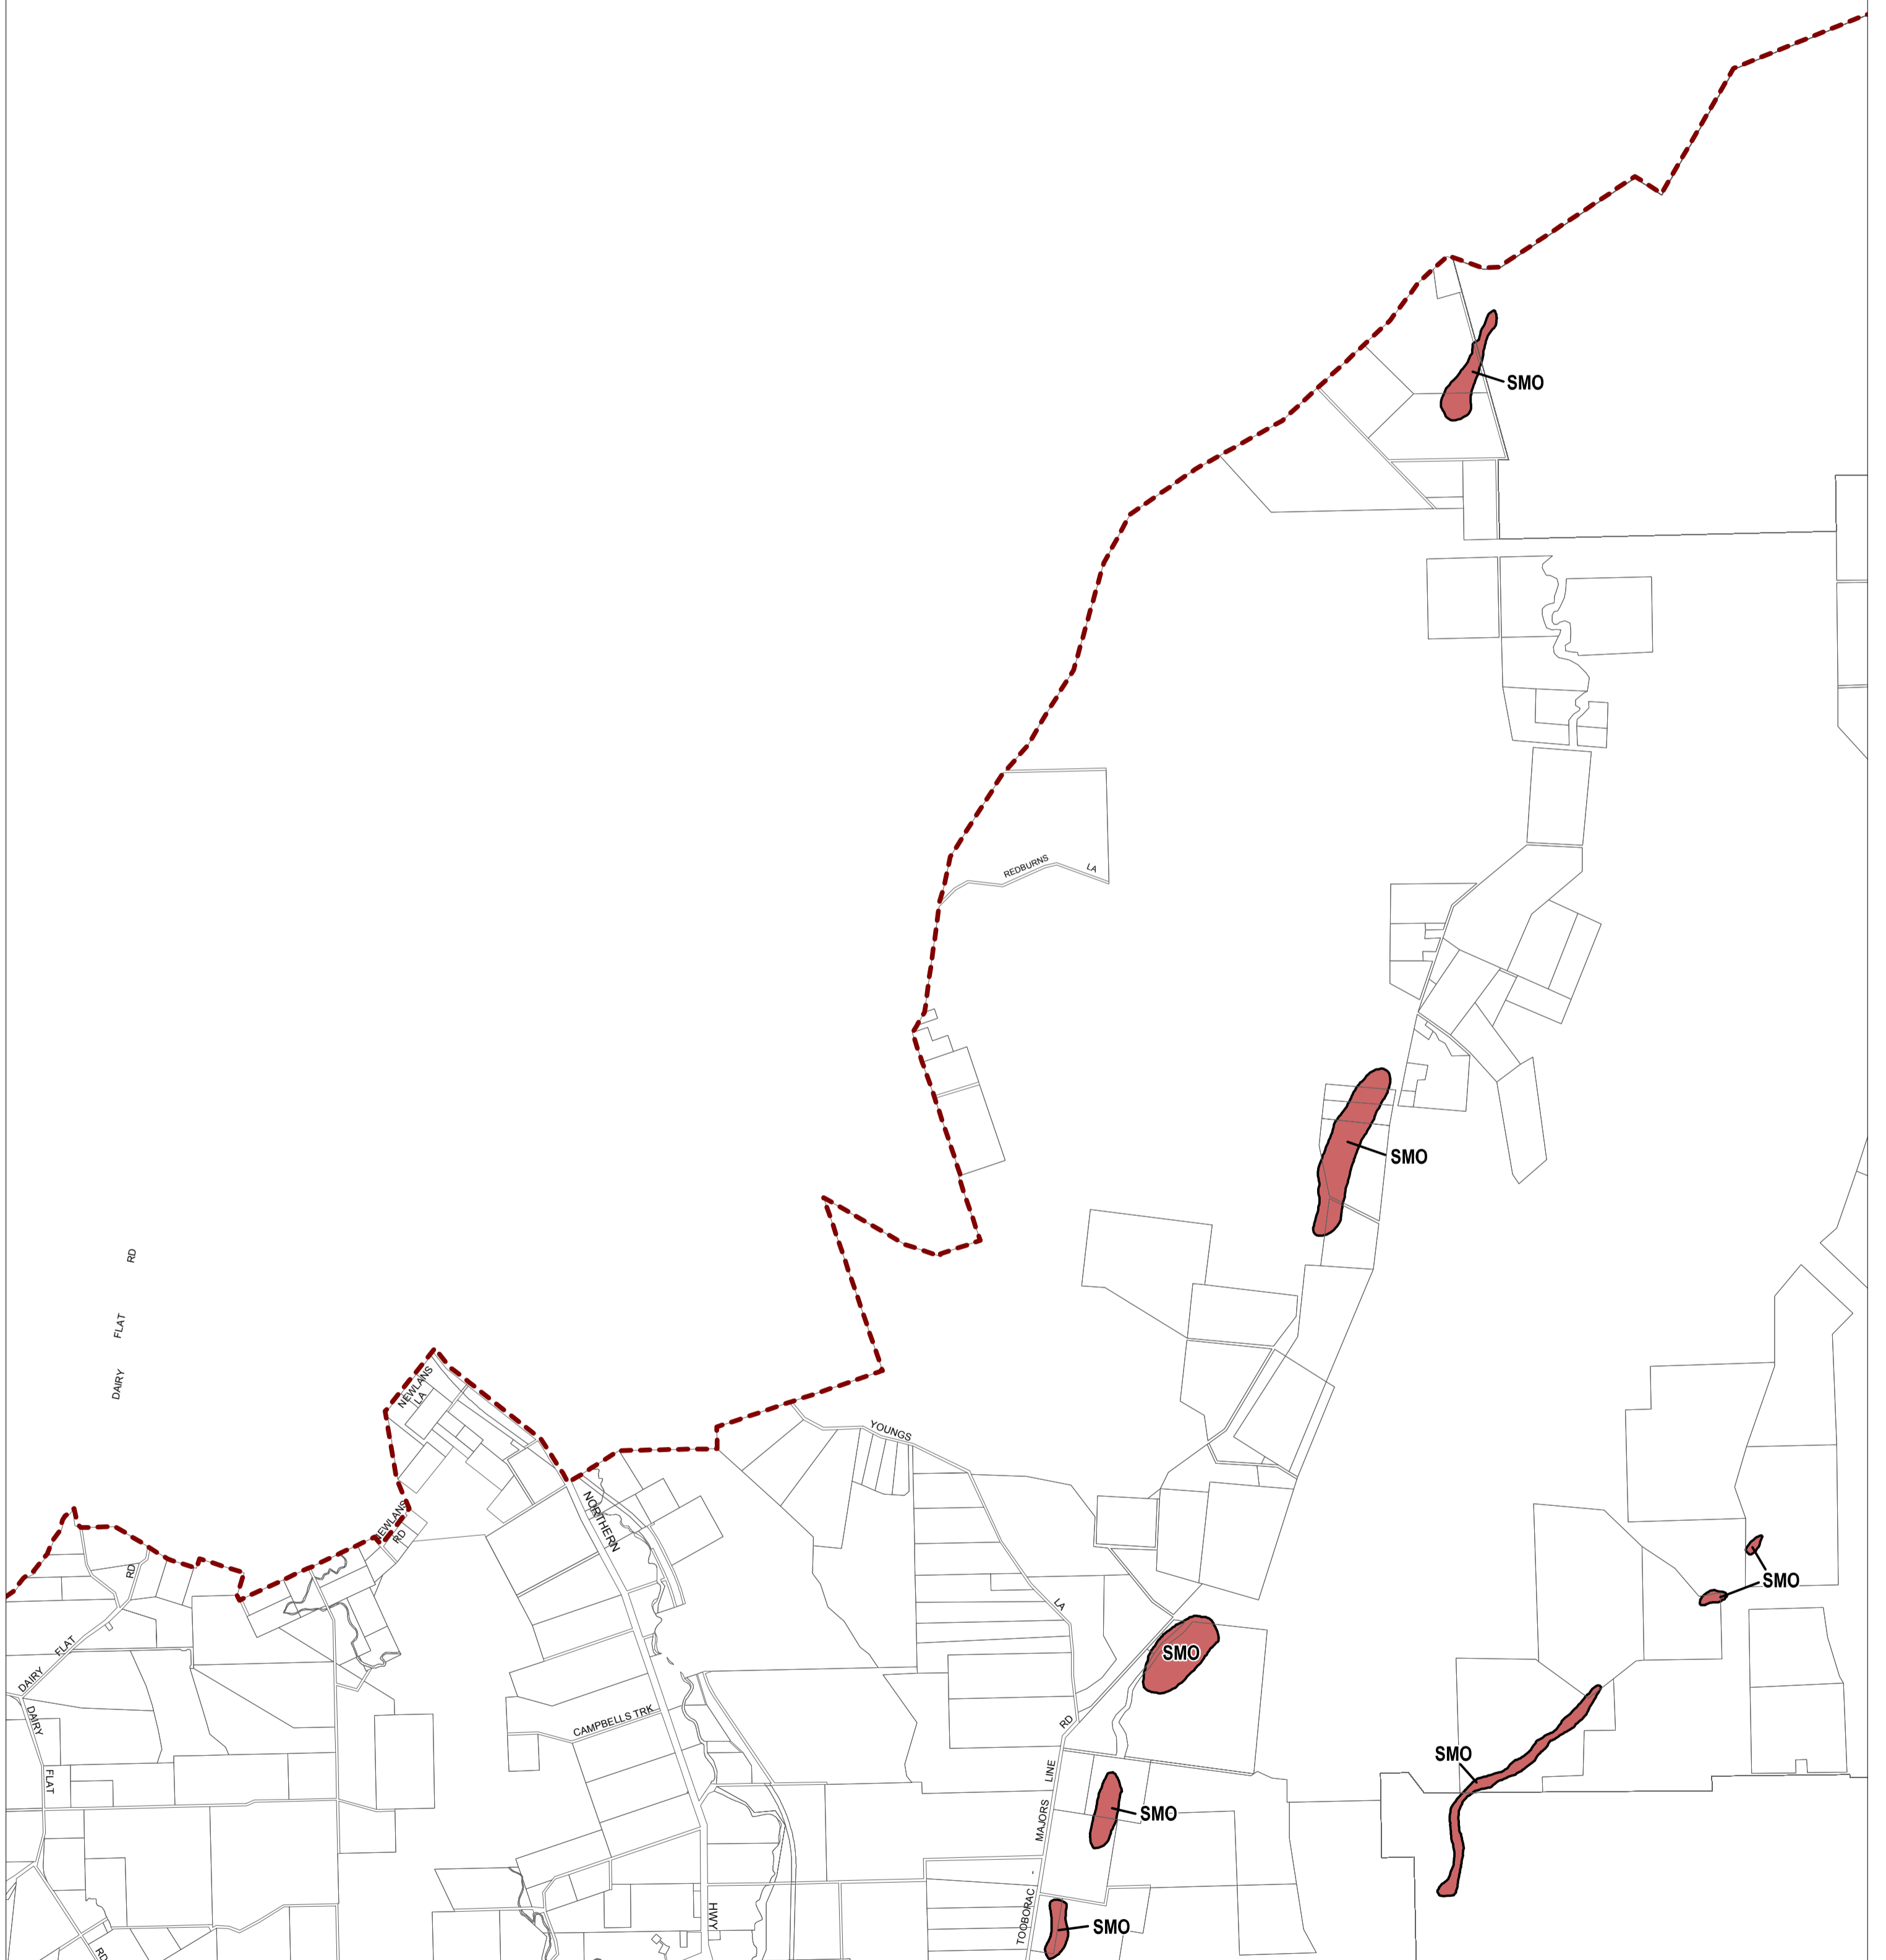 SMO
REDBURNS
LA
SMO
RD
FLAT
DAIRY
NEWLANS
LA
YOUNGS
NORTHERN
NEWLANS
RD
RD
SMO
LA
FLAT
SMO
DAIRY
DAIRY
CAMPBELLS TRK
RD
SMO
LINE
FLAT
MAJORS
SMO
TOOBORAC
HWY
SMO
RD